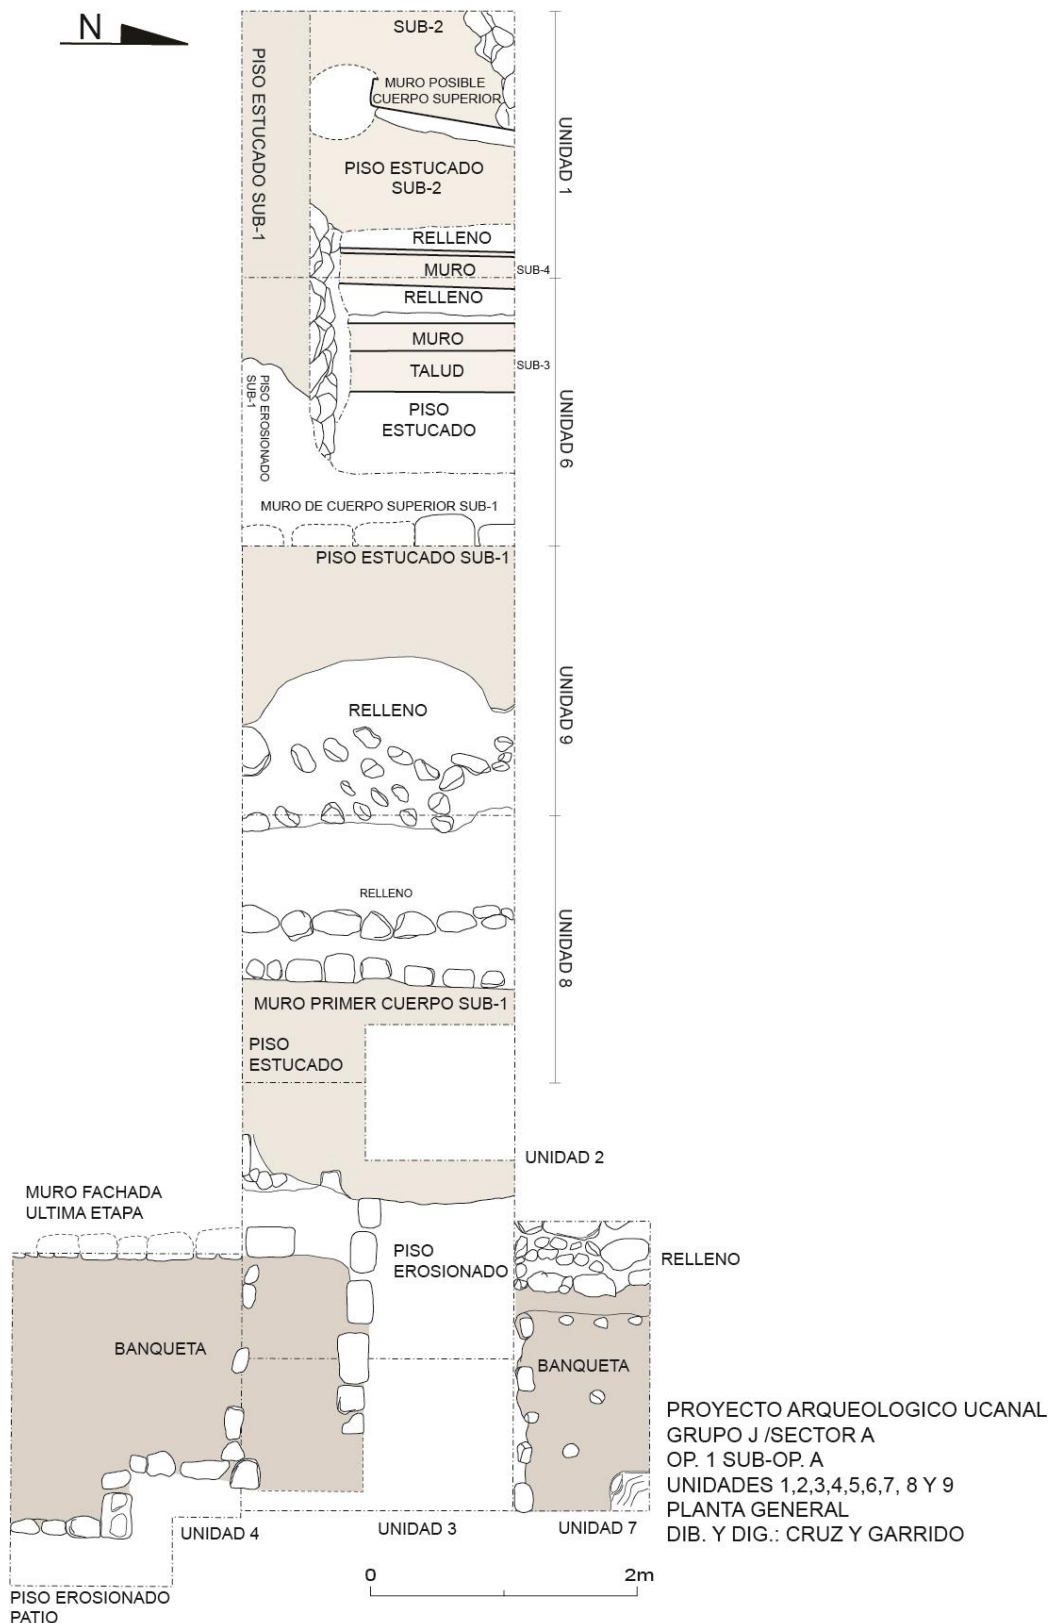 N
SUB-2
PISO ESTUCADO SUB-1
MURO POSIBLE
CUERPO SUPERIOR
UNIDAD 1
PISO ESTUCADO
SUB-2
RELLENO
MURO
SUB-4
RELLENO
MURO
TALUD
SUB-3
PISO EROSIONADO
SUB-1
PISO
ESTUCADO
UNIDAD 6
MURO DE CUERPO SUPERIOR SUB-1
PISO ESTUCADO SUB-1
RELLENO
UNIDAD 9
RELLENO
UNIDAD 8
MURO PRIMER CUERPO SUB-1
PISO
ESTUCADO
UNIDAD 2
MURO FACHADA
ULTIMA ETAPA
PISO
EROSIONADO
RELLENO
BANQUETA
BANQUETA
PROYECTO ARQUEOLOGICO UCANAL
GRUPO J /SECTOR A
OP. 1 SUB-OP. A
UNIDADES 1,2,3,4,5,6,7, 8 Y 9
PLANTA GENERAL
DIB. Y DIG.: CRUZ Y GARRIDO
UNIDAD 4
UNIDAD 3
UNIDAD 7
0
2m
PISO EROSIONADO
PATIO